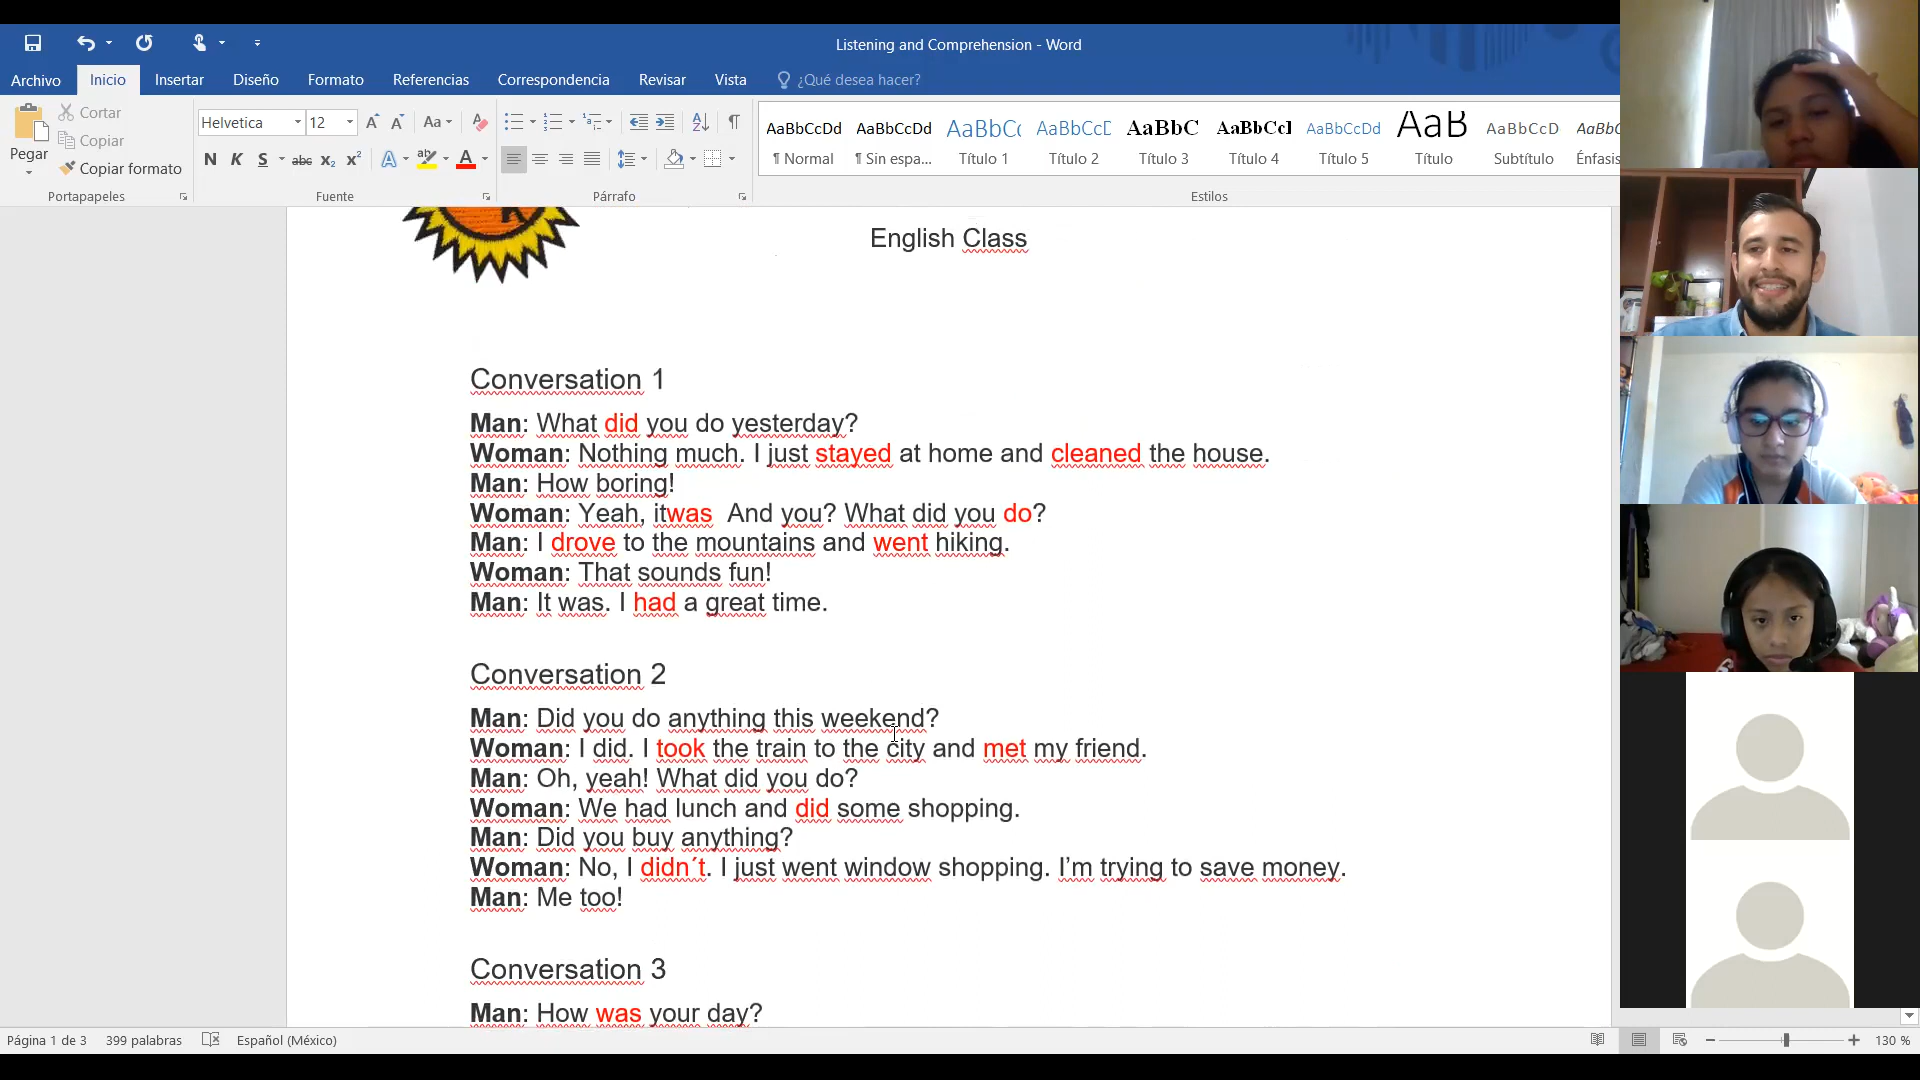 Listening and Comprehension - Word
Archivo Inicio Insertar Diseño Formato Referencias Correspondencia Revisar Vista ¿Qué desea hacer?
Pegar
Cortar
Copiar
Copiar formato
Portapapeles
Helvetica 12
N K S abc x₂ x²
Fuente
Párrafo
AaBbCcDd AaBbCcDd AaBbCc AaBbCcD AaBbC AaBbCcI AaBbCcDd AaB AaBbCcD AaBbC
¶ Normal ¶ Sin espa... Título 1 Título 2 Título 3 Título 4 Título 5 Título Subtítulo Énfasis
Estilos
English Class
Conversation 1
Man: What did you do yesterday?
Woman: Nothing much. I just stayed at home and cleaned the house.
Man: How boring!
Woman: Yeah, itwas And you? What did you do?
Man: I drove to the mountains and went hiking.
Woman: That sounds fun!
Man: It was. I had a great time.
Conversation 2
Man: Did you do anything this weekend?
Woman: I did. I took the train to the city and met my friend.
Man: Oh, yeah! What did you do?
Woman: We had lunch and did some shopping.
Man: Did you buy anything?
Woman: No, I didn´t. I just went window shopping. I’m trying to save money.
Man: Me too!
Conversation 3
Man: How was your day?
Página 1 de 3 399 palabras Español (México) 130 %